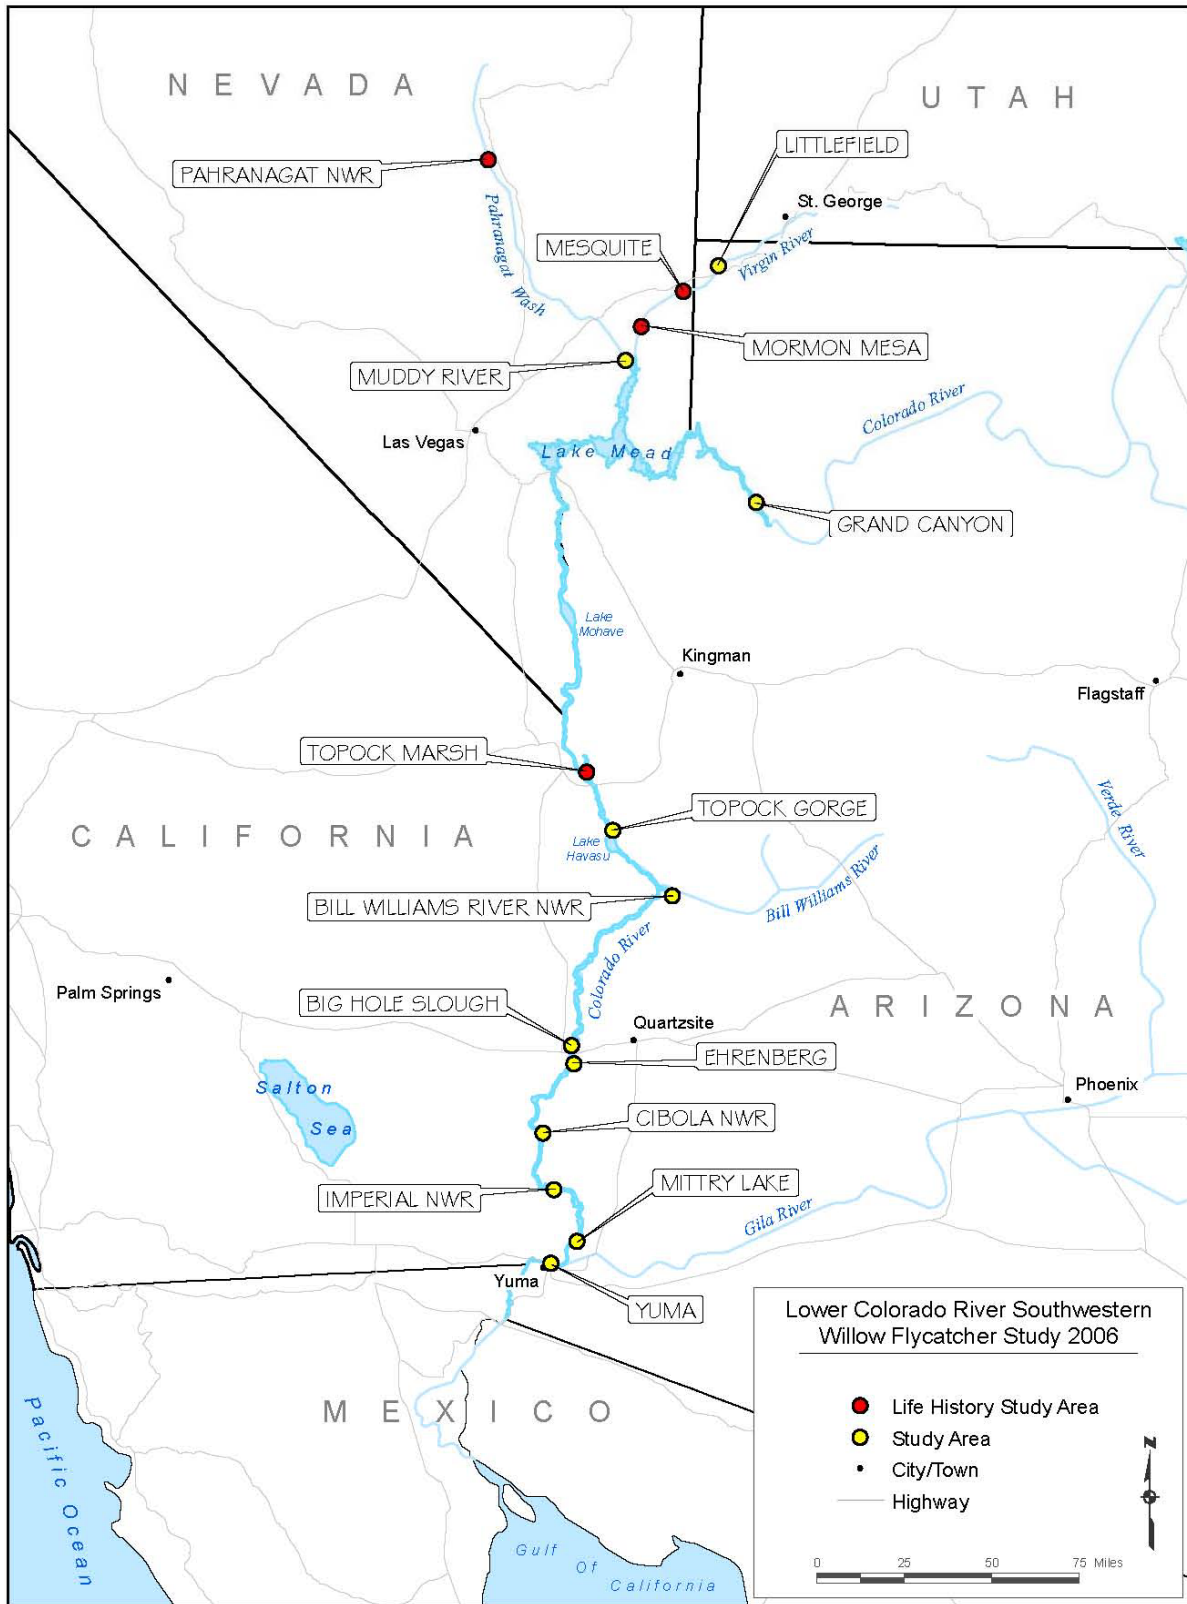 NEVADA
UTAH
LITTLEFIELD
PAHRANAGAT NWR
St. George
Pahranagat Wash
MESQUITE
Virgin River
MORMON MESA
MUDDY RIVER
Colorado River
Las Vegas
Lake Mead
GRAND CANYON
Lake
Mohave
Kingman
Flagstaff
TOPOCK MARSH
TOPOCK GORGE
Verde River
CALIFORNIA
Lake
Havasu
Bill Williams River
BILL WILLIAMS RIVER NWR
Colorado River
Palm Springs
BIG HOLE SLOUGH
ARIZONA
Quartzsite
EHRENBERG
Salton
Sea
Phoenix
CIBOLA NWR
IMPERIAL NWR
MITTRY LAKE
Gila River
Yuma
YUMA
MEXICO
Pacific Ocean
Gulf
Of
California
Lower Colorado River Southwestern
Willow Flycatcher Study 2006
Life History Study Area
Study Area
City/Town
Highway
N
0 25 50 75 Miles